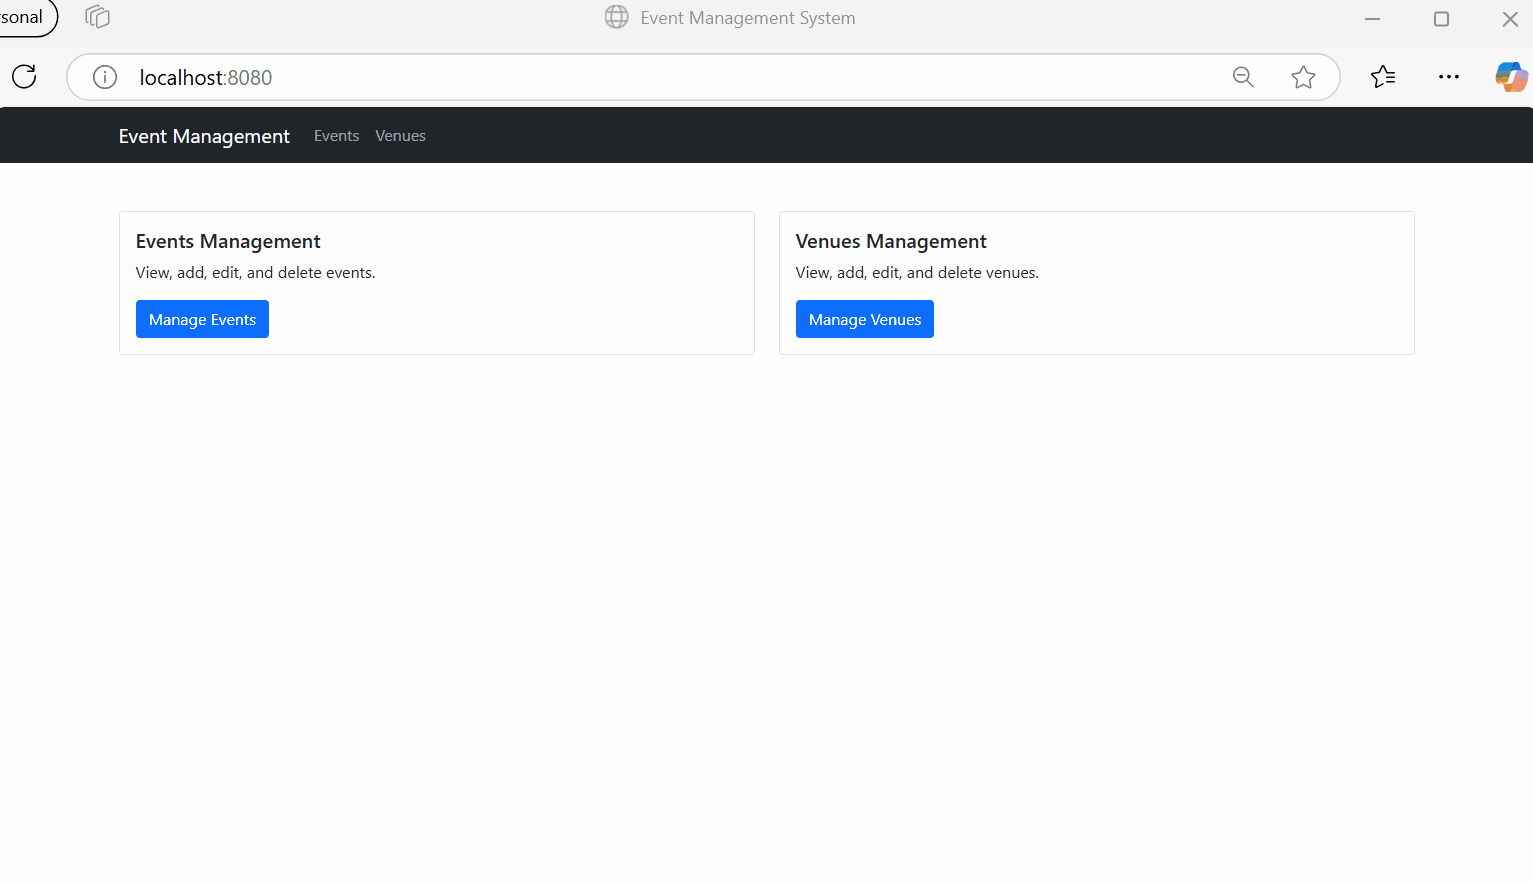 sonal
Event Management System
localhost:8080
Event Management Events Venues
Events Management
View, add, edit, and delete events.
Manage Events
Venues Management
View, add, edit, and delete venues.
Manage Venues